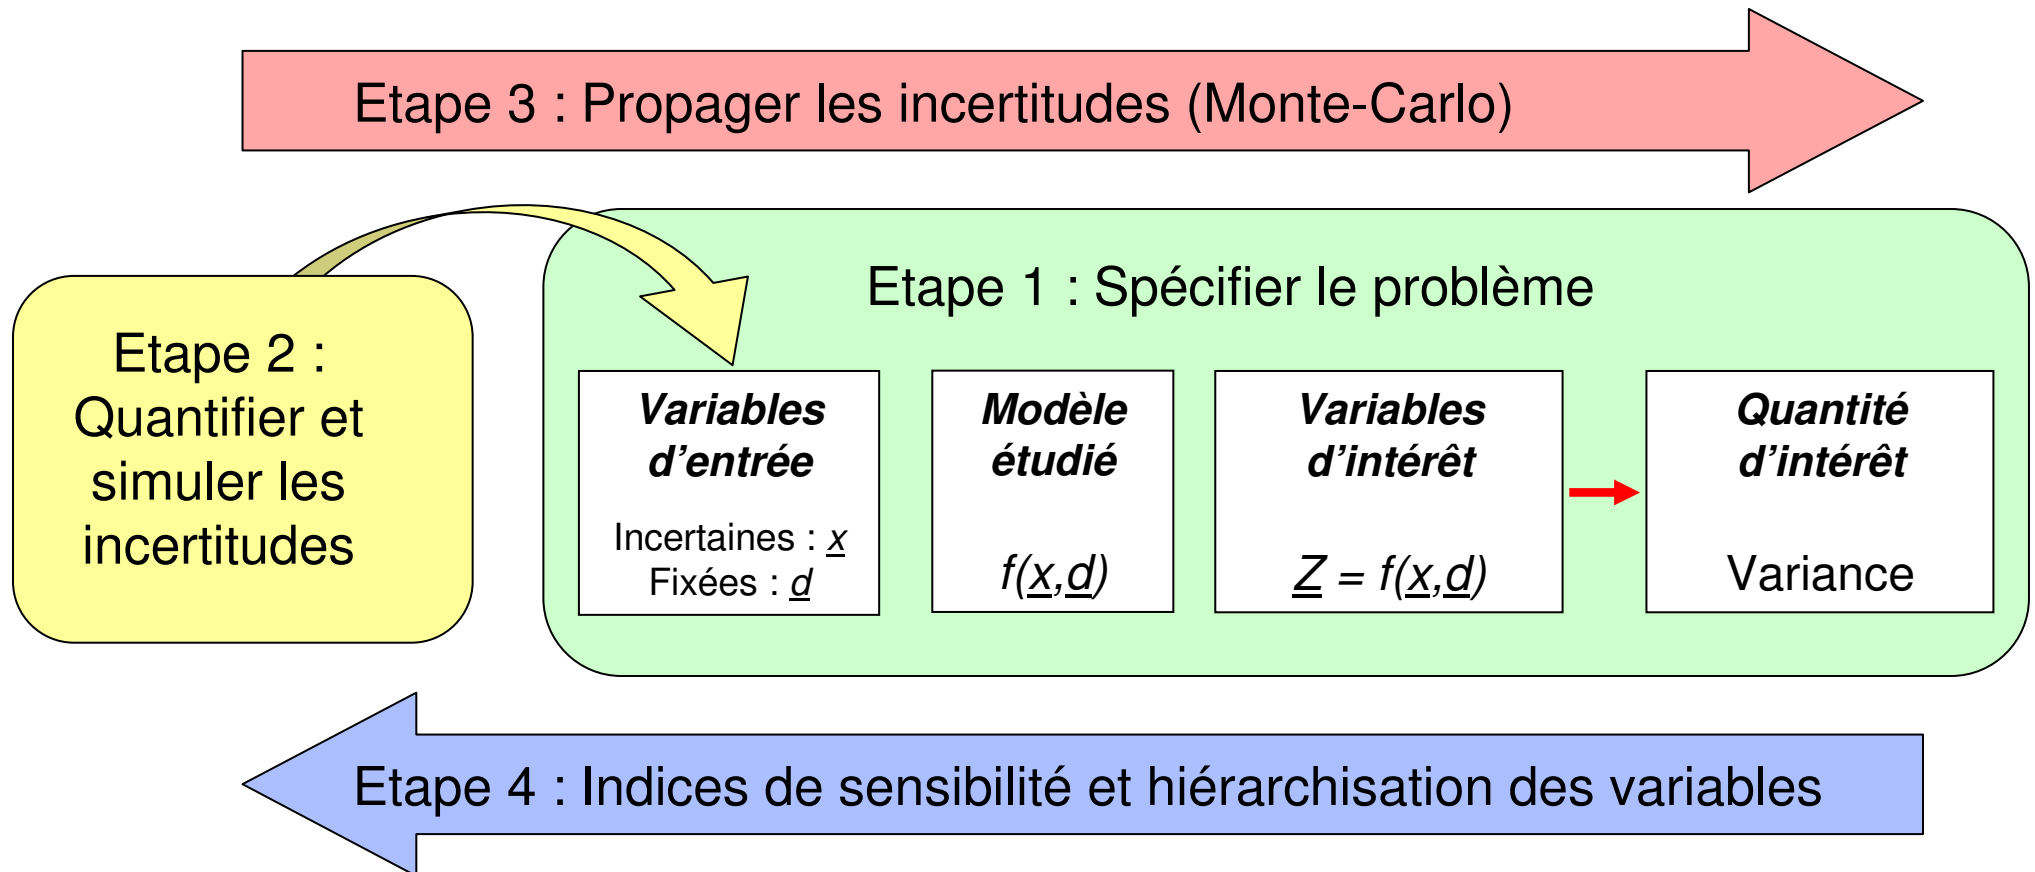 Etape 3 : Propager les incertitudes (Monte-Carlo)
Etape 1 : Spécifier le problème
Etape 2 :
Quantifier et
simuler les
incertitudes
Variables
d’entrée
Incertaines : x
Fixées : d
Modèle
étudié
f(x,d)
Variables
d’intérêt
Z = f(x,d)
Quantité
d’intérêt
Variance
Etape 4 : Indices de sensibilité et hiérarchisation des variables